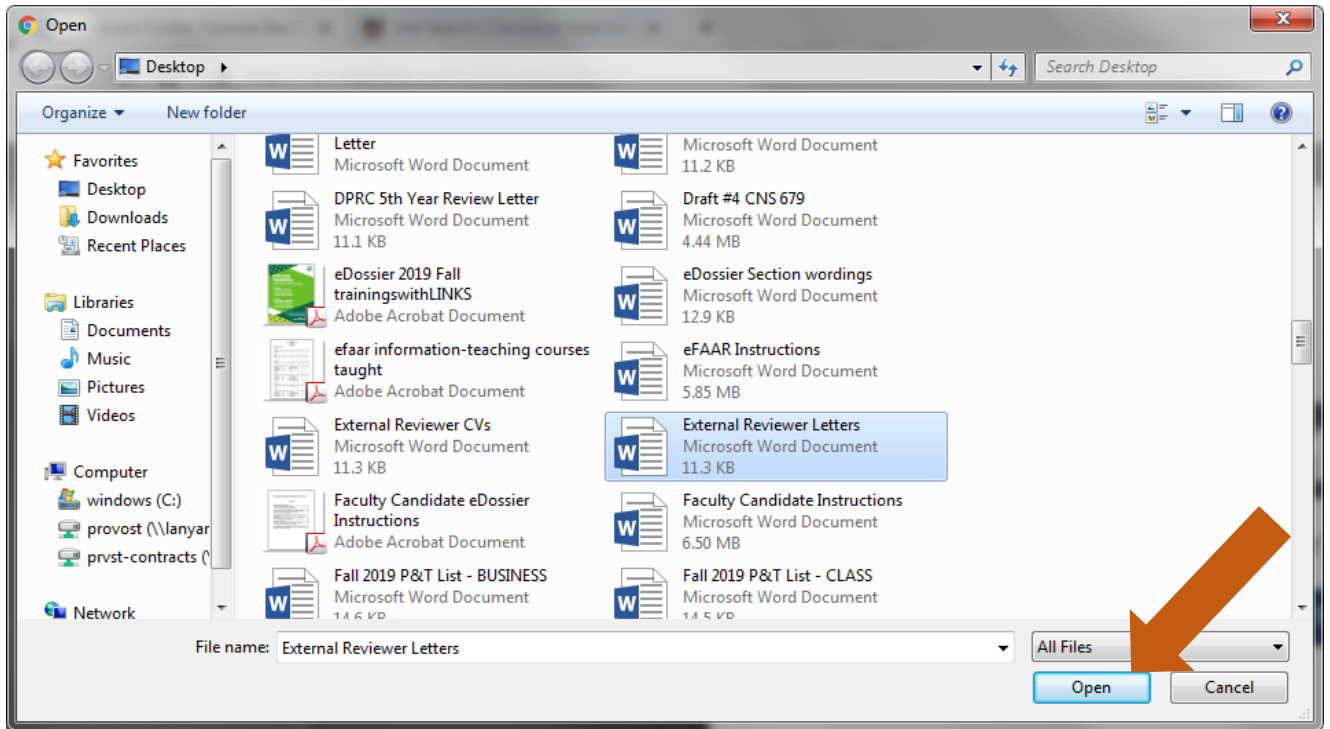 Open
Desktop
Search Desktop
Organize
New folder
Favorites
Desktop
Downloads
Recent Places
Libraries
Documents
Music
Pictures
Videos
Computer
windows (C:)
provost (\\lanyar
prvst-contracts ('
Network
Letter
Microsoft Word Document
Microsoft Word Document
11.2 KB
DPRC 5th Year Review Letter
Microsoft Word Document
11.1 KB
Draft #4 CNS 679
Microsoft Word Document
4.44 MB
eDossier 2019 Fall
trainingswithLINKS
Adobe Acrobat Document
eDossier Section wordings
Microsoft Word Document
12.9 KB
efaar information-teaching courses
taught
Adobe Acrobat Document
eFAAR Instructions
Microsoft Word Document
5.85 MB
External Reviewer CVs
Microsoft Word Document
11.3 KB
External Reviewer Letters
Microsoft Word Document
11.3 KB
Faculty Candidate eDossier
Instructions
Adobe Acrobat Document
Faculty Candidate Instructions
Microsoft Word Document
6.50 MB
Fall 2019 P&T List - BUSINESS
Microsoft Word Document
14.6 KB
Fall 2019 P&T List - CLASS
Microsoft Word Document
14.5 KB
File name: External Reviewer Letters
All Files
Open
Cancel